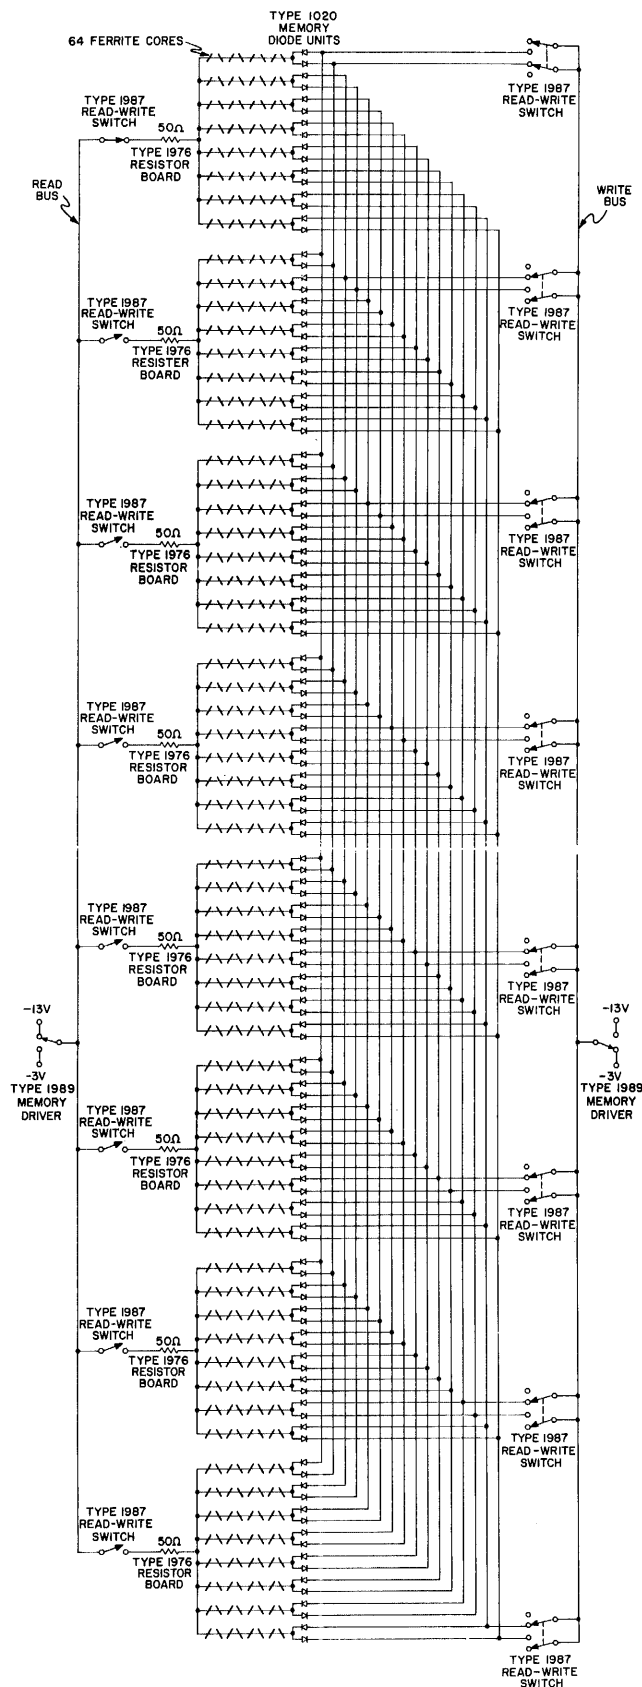 TYPE 1020
MEMORY
DIODE UNITS
64 FERRITE CORES
TYPE 1987
READ-WRITE
SWITCH
TYPE 1987
READ-WRITE
SWITCH
50Ω
TYPE 1976
RESISTOR
BOARD
READ
BUS
WRITE
BUS
TYPE 1987
READ-WRITE
SWITCH
50Ω
TYPE 1976
RESISTER
BOARD
TYPE 1987
READ-WRITE
SWITCH
TYPE 1987
READ-WRITE
SWITCH
50Ω
TYPE 1976
RESISTOR
BOARD
TYPE 1987
READ-WRITE
SWITCH
TYPE 1987
READ-WRITE
SWITCH
50Ω
TYPE 1976
RESISTOR
BOARD
TYPE 1987
READ-WRITE
SWITCH
TYPE 1987
READ-WRITE
SWITCH
50Ω
TYPE 1976
RESISTOR
BOARD
TYPE 1987
READ-WRITE
SWITCH
-13V
-3V
TYPE 1989
MEMORY
DRIVER
-13V
-3V
TYPE 1989
MEMORY
DRIVER
TYPE 1987
READ-WRITE
SWITCH
50Ω
TYPE 1976
RESISTOR
BOARD
TYPE 1987
READ-WRITE
SWITCH
TYPE 1987
READ-WRITE
SWITCH
50Ω
TYPE 1976
RESISTOR
BOARD
TYPE 1987
READ-WRITE
SWITCH
TYPE 1987
READ-WRITE
SWITCH
50Ω
TYPE 1976
RESISTOR
BOARD
TYPE 1987
READ-WRITE
SWITCH